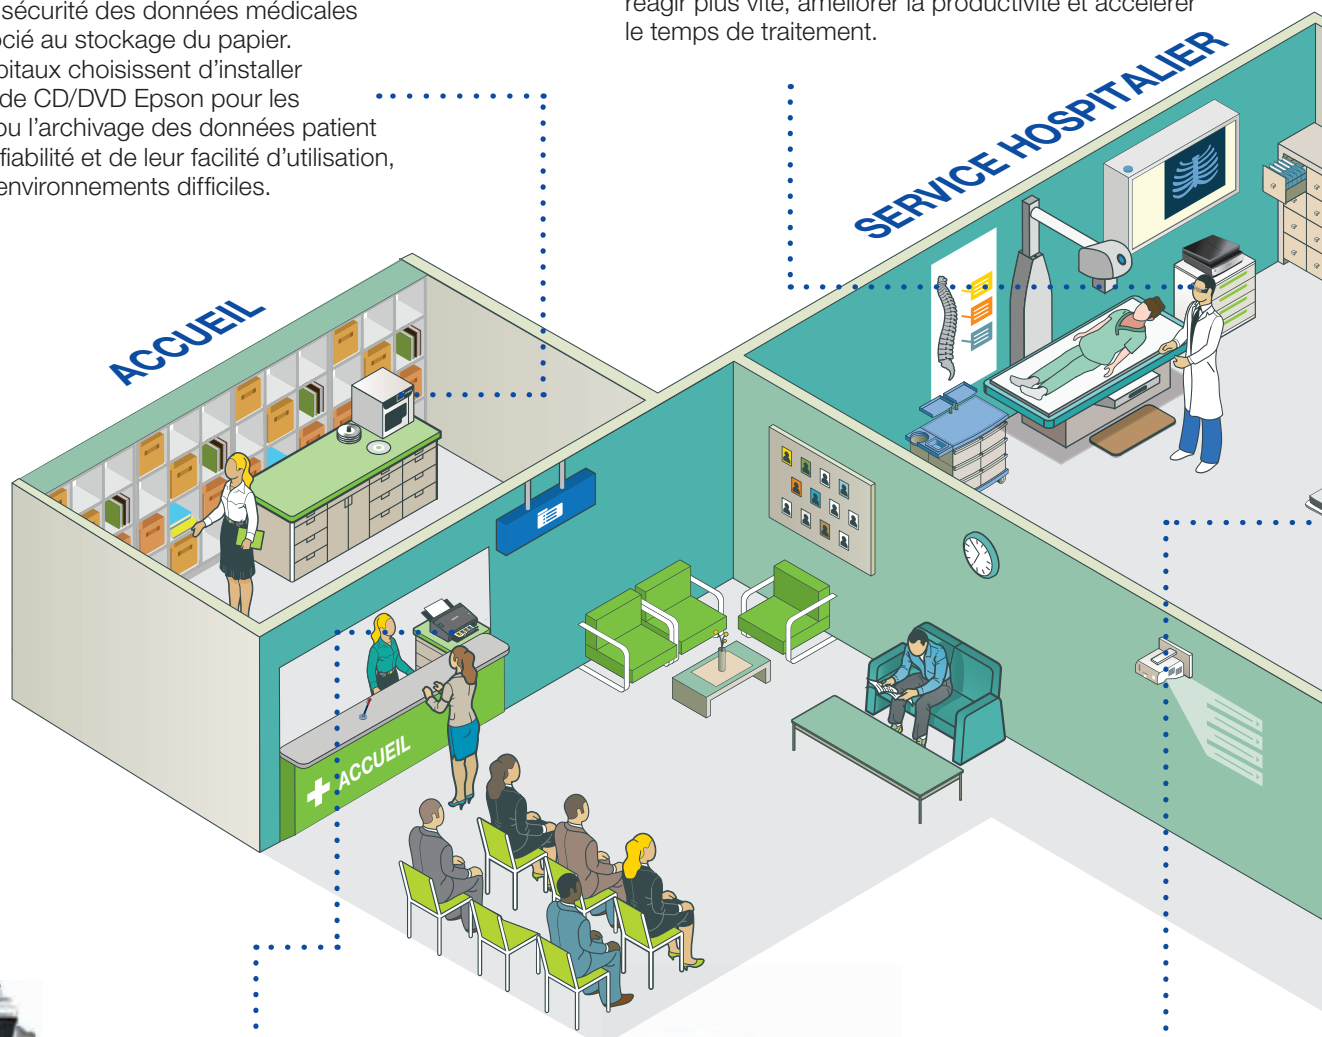 sécurité des données médicales
ocié au stockage du papier.
pitaux choisissent d'installer
de CD/DVD Epson pour les
ou l'archivage des données patient
fiabilité et de leur facilité d'utilisation,
environnements difficiles.
réagir plus vite, améliorer la productivité et accélérer
le temps de traitement.
SERVICE HOSPITALIER
ACCUEIL
ACCUEIL